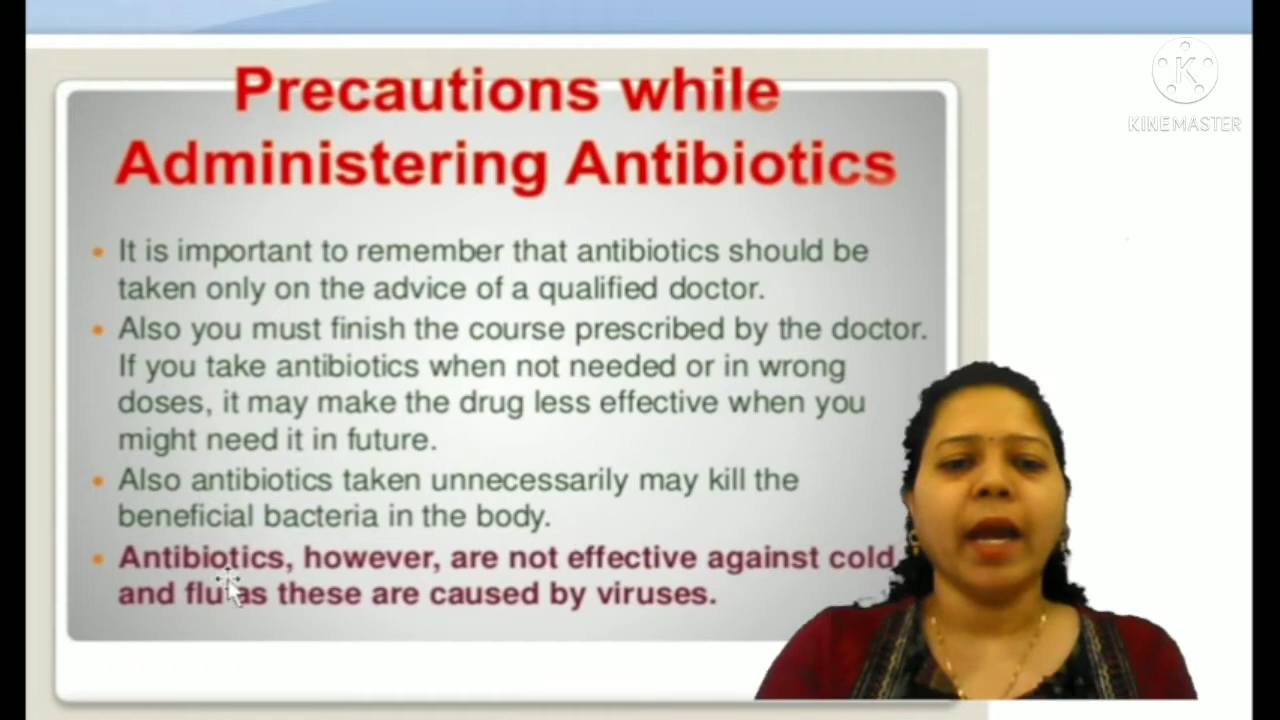 Precautions while
Administering Antibiotics
K
KINEMASTER
• It is important to remember that antibiotics should be
taken only on the advice of a qualified doctor.
• Also you must finish the course prescribed by the doctor.
If you take antibiotics when not needed or in wrong
doses, it may make the drug less effective when you
might need it in future.
• Also antibiotics taken unnecessarily may kill the
beneficial bacteria in the body.
• Antibiotics, however, are not effective against cold
and flu as these are caused by viruses.